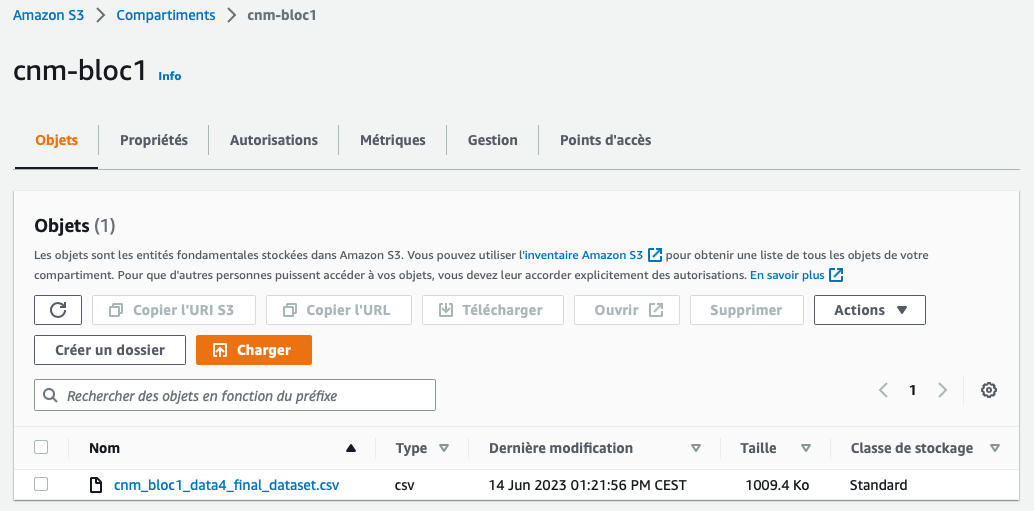 Amazon S3 > Compartiments > cnm-bloc1
cnm-bloc1 Info
Objets Propriétés Autorisations Métriques Gestion Points d'accès
Objets (1)
Les objets sont les entités fondamentales stockées dans Amazon S3. Vous pouvez utiliser l'inventaire Amazon S3 pour obtenir une liste de tous les objets de votre
compartiment. Pour que d'autres personnes puissent accéder à vos objets, vous devez leur accorder explicitement des autorisations. En savoir plus
Copier l'URI S3 Copier l'URL Télécharger Ouvrir Supprimer Actions
Créer un dossier Charger
Rechercher des objets en fonction du préfixe 1
Nom Type Dernière modification Taille Classe de stockage
cnm_bloc1_data4_final_dataset.csv csv 14 Jun 2023 01:21:56 PM CEST 1009.4 Ko Standard